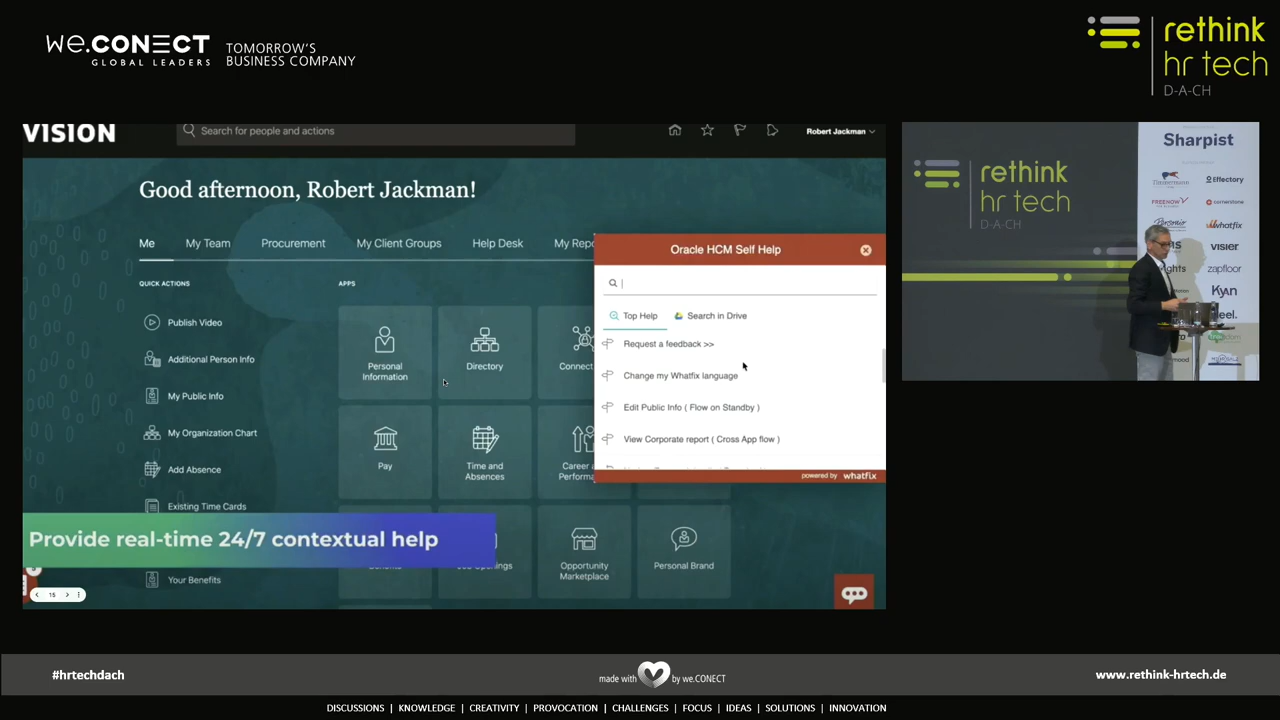 we.CONECT
GLOBAL LEADERS
TOMORROW'S
BUSINESS COMPANY
rethink
hr tech
D-A-CH
VISION
Search for people and actions
Robert Jackman
Good afternoon, Robert Jackman!
Me
My Team
Procurement
My Client Groups
Help Desk
My Repo
QUICK ACTIONS
Publish Video
Additional Person Info
My Public Info
My Organization Chart
Add Absence
Existing Time Cards
Your Benefits
APPS
Personal
Information
Directory
Connect
Pay
Time and
Absences
Career a
Performa
Opportunity
Marketplace
Personal Brand
Oracle HCM Self Help
Top Help
Search in Drive
Request a feedback >>
Change my Whatfix language
Edit Public Info ( Flow on Standby )
View Corporate report ( Cross App flow )
powered by whatfix
Provide real-time 24/7 contextual help
15
rethink
hr tech
D-A-CH
Sharpist
Effectory
FREENOW
cornerstone
Personio
whatfix
VISIER
zapfloor
Kyan
#hrtechdach
made with by we.CONECT
www.rethink-hrtech.de
DISCUSSIONS | KNOWLEDGE | CREATIVITY | PROVOCATION | CHALLENGES | FOCUS | IDEAS | SOLUTIONS | INNOVATION